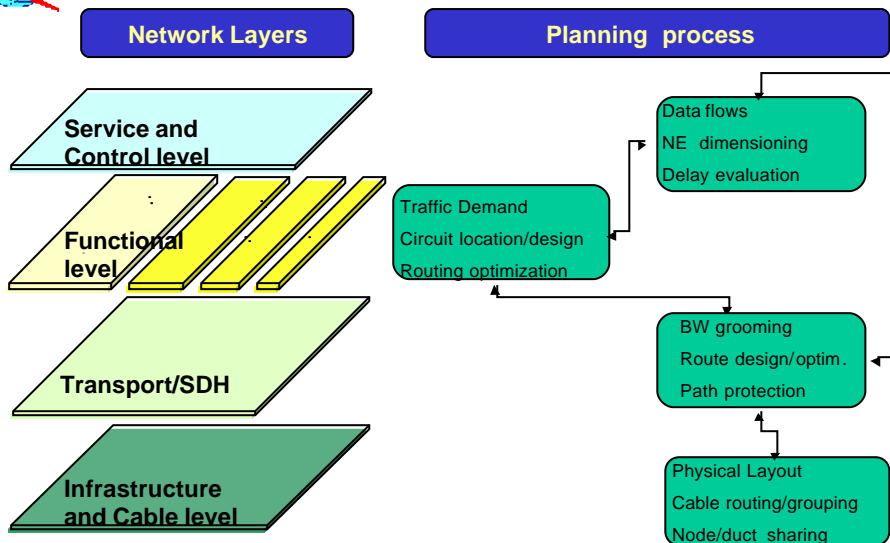 Network Layers
Planning process
Service and
Control level
Functional
level
Transport/SDH
Infrastructure
and Cable level
Data flows
NE dimensioning
Delay evaluation
Traffic Demand
Circuit location/design
Routing optimization
BW grooming
Route design/optim.
Path protection
Physical Layout
Cable routing/grouping
Node/duct sharing